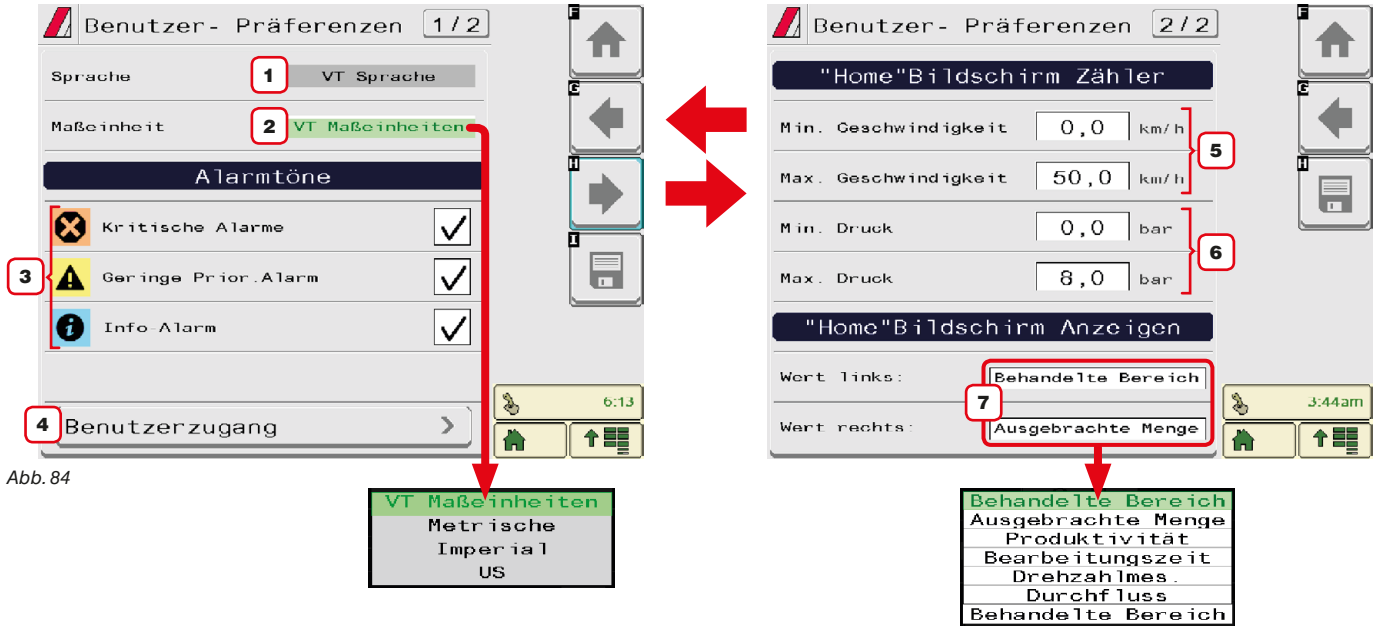 Benutzer- Präferenzen 1/2
F
Sprache 1 VT Sprache
G
Maßeinheit 2 VT Maßeinheiten
Alarmtöne
H
Kritische Alarme
I
3 Geringe Prior.Alarm
Info-Alarm
6:13
4 Benutzerzugang >
Abb. 84
VT Maßeinheiten
Metrische
Imperial
US
Benutzer- Präferenzen 2/2
F
"Home"Bildschirm Zähler
G
Min. Geschwindigkeit 0,0 km/h
5
Max. Geschwindigkeit 50,0 km/h
H
Min. Druck 0,0 bar
6
Max. Druck 8,0 bar
"Home"Bildschirm Anzeigen
Wert links: Behandelte Bereich
7
3:44am
Wert rechts: Ausgebrachte Menge
Behandelte Bereich
Ausgebrachte Menge
Produktivität
Bearbeitungszeit
Drehzahlmes.
Durchfluss
Behandelte Bereich